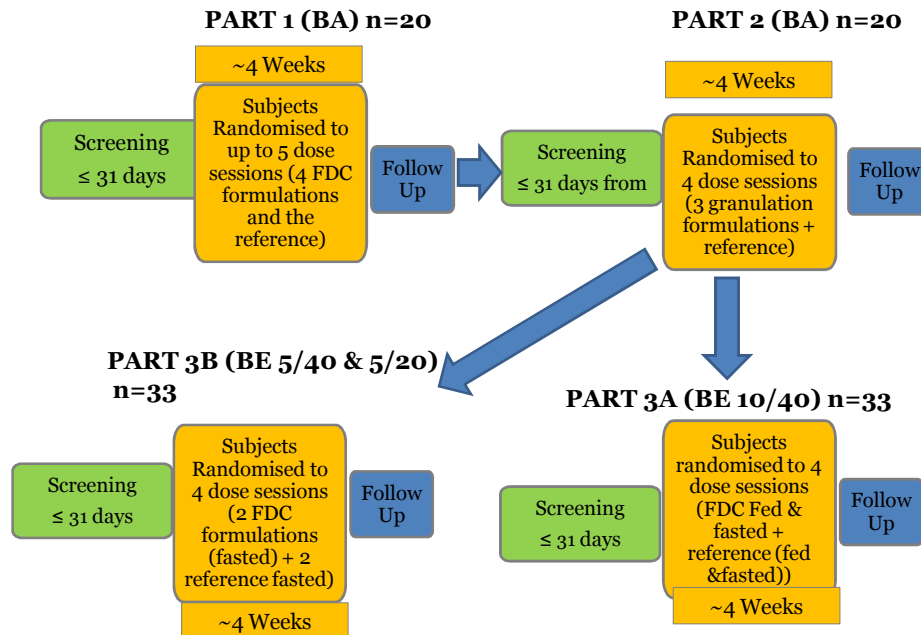 PART 1 (BA) n=20
~4 Weeks
Screening
≤ 31 days
Subjects
Randomised to
up to 5 dose
sessions (4 FDC
formulations
and the
reference)
Follow
Up
PART 2 (BA) n=20
~4 Weeks
Screening
≤ 31 days from
Subjects
Randomised to
4 dose sessions
(3 granulation
formulations +
reference)
Follow
Up
PART 3B (BE 5/40 & 5/20)
n=33
Screening
≤ 31 days
Subjects
Randomised to
4 dose sessions
(2 FDC
formulations
(fasted) + 2
reference fasted)
Follow
Up
~4 Weeks
PART 3A (BE 10/40) n=33
Screening
≤ 31 days
Subjects
randomised to 4
dose sessions
(FDC Fed &
fasted +
reference (fed
&fasted))
Follow
Up
~4 Weeks